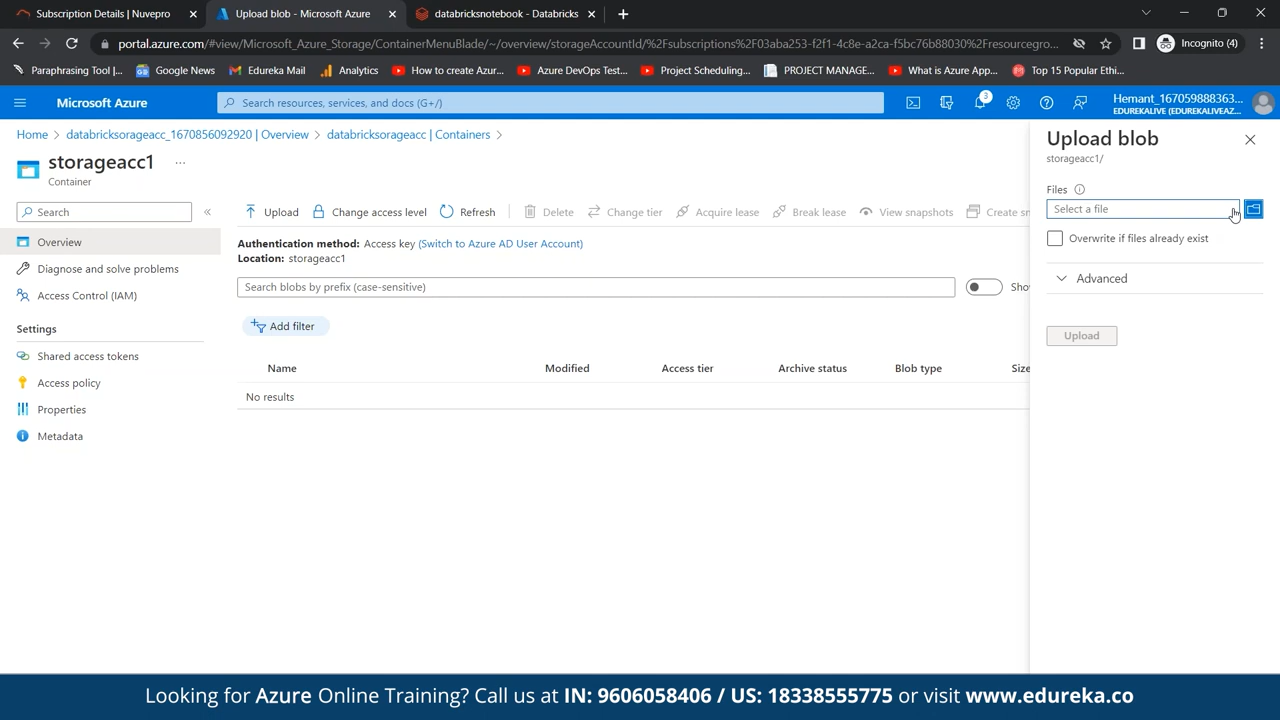 Subscription Details | Nuvepro
Upload blob - Microsoft Azure
databricksnotebook - Databricks
portal.azure.com/#view/Microsoft_Azure_Storage/ContainerMenuBlade/~/overview/storageAccountId/%2Fsubscriptions%2F03aba253-f2f1-4c8e-a2ca-f5bc76b88030%2Fresourcegro...
Incognito (4)
Paraphrasing Tool |...
Google News
Edureka Mail
Analytics
How to create Azur...
Azure DevOps Test...
Project Scheduling...
PROJECT MANAGE...
What is Azure App...
Top 15 Popular Ethi...
Microsoft Azure
Search resources, services, and docs (G+/)
3
Hemant_167059888363...
EDUREKALIVE (EDUREKALIVEAZ...
Home > databricksorageacc_1670856092920 | Overview > databricksorageacc | Containers >
storageacc1 ...
Container
Search
«
Overview
Diagnose and solve problems
Access Control (IAM)
Settings
Shared access tokens
Access policy
Properties
Metadata
Upload
Change access level
Refresh
Delete
Change tier
Acquire lease
Break lease
View snapshots
Create sn
Authentication method: Access key (Switch to Azure AD User Account)
Location: storageacc1
Search blobs by prefix (case-sensitive)
Sho
Add filter
Name
Modified
Access tier
Archive status
Blob type
Size
No results
Upload blob
storageacc1/
Files
Select a file
Overwrite if files already exist
Advanced
Upload
Looking for Azure Online Training? Call us at IN: 9606058406 / US: 18338555775 or visit www.edureka.co